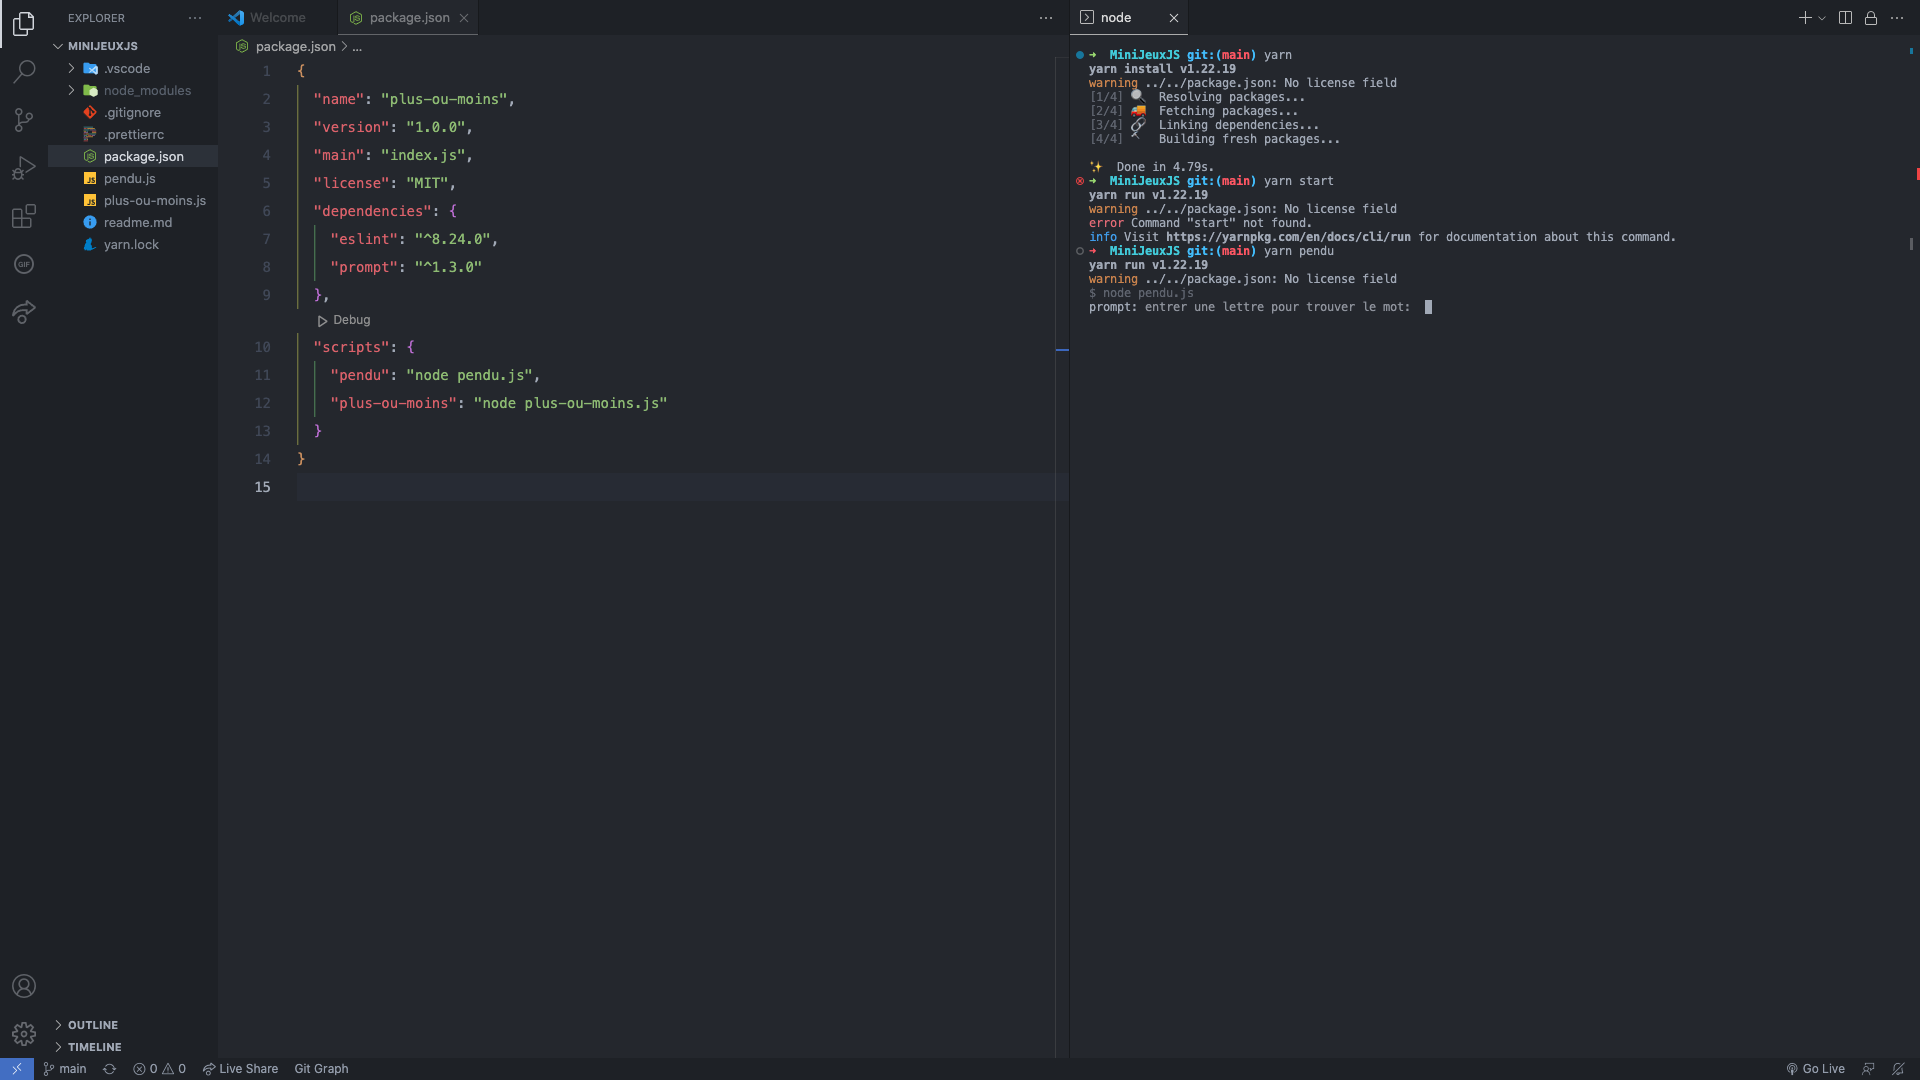 EXPLORER
MINIJEUXJS
.vscode
node_modules
.gitignore
.prettierrc
package.json
pendu.js
plus-ou-moins.js
readme.md
yarn.lock
OUTLINE
TIMELINE
Welcome
package.json
package.json > ...
1 {
2 "name": "plus-ou-moins",
3 "version": "1.0.0",
4 "main": "index.js",
5 "license": "MIT",
6 "dependencies": {
7 "eslint": "^8.24.0",
8 "prompt": "^1.3.0"
9 },
Debug
10 "scripts": {
11 "pendu": "node pendu.js",
12 "plus-ou-moins": "node plus-ou-moins.js"
13 }
14 }
15
node
➜ MiniJeuxJS git:(main) yarn
yarn install v1.22.19
warning ../../package.json: No license field
[1/4] Resolving packages...
[2/4] Fetching packages...
[3/4] Linking dependencies...
[4/4] Building fresh packages...
Done in 4.79s.
➜ MiniJeuxJS git:(main) yarn start
yarn run v1.22.19
warning ../../package.json: No license field
error Command "start" not found.
info Visit https://yarnpkg.com/en/docs/cli/run for documentation about this command.
➜ MiniJeuxJS git:(main) yarn pendu
yarn run v1.22.19
warning ../../package.json: No license field
$ node pendu.js
prompt: entrer une lettre pour trouver le mot:
main 0 0 Live Share Git Graph
Go Live
GIF